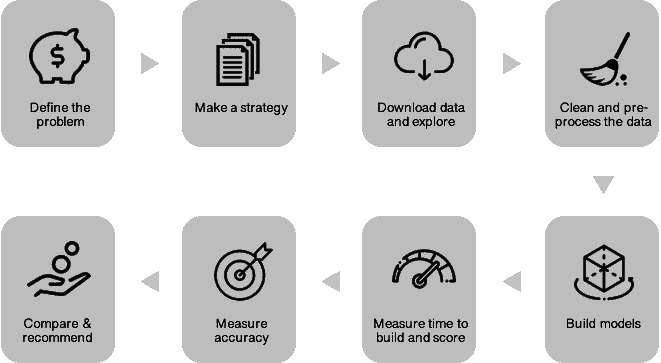 $
Define the
problem
Make a strategy
Download data
and explore
Clean and pre-
process the data
Build models
Measure time to
build and score
Measure
accuracy
Compare &
recommend